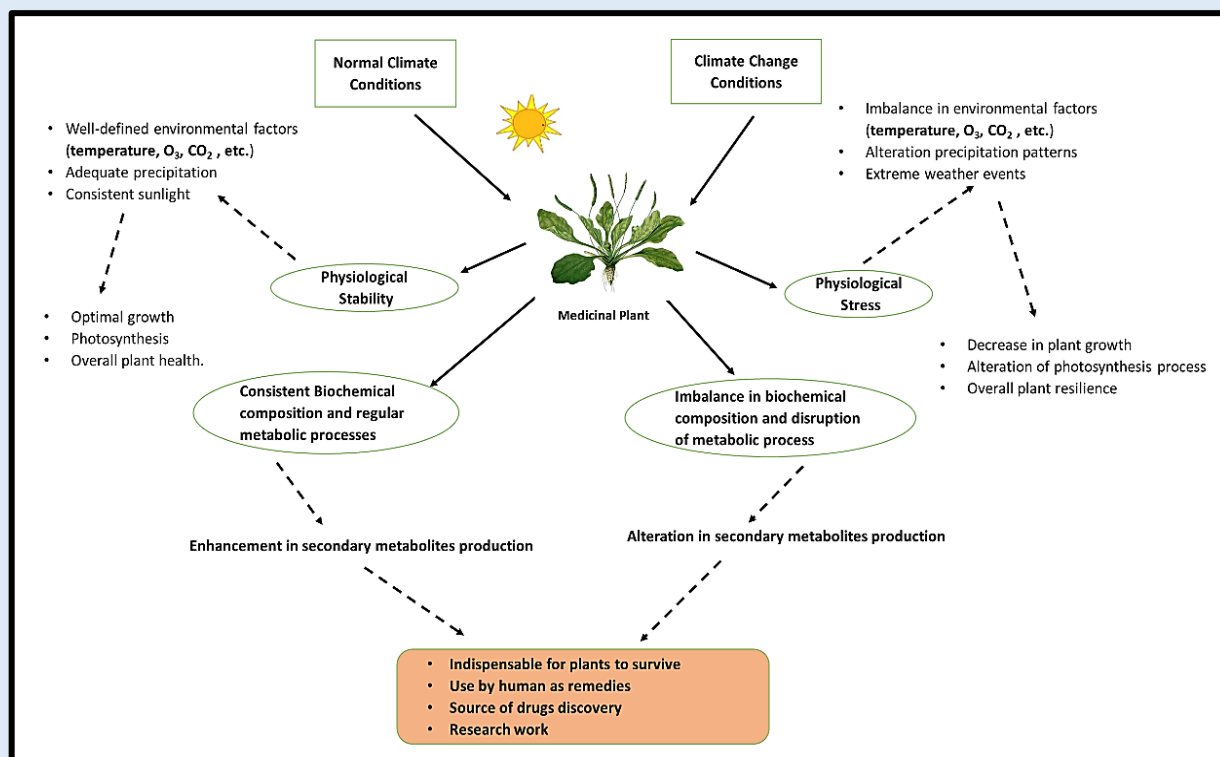 Normal Climate
Conditions
Climate Change
Conditions
• Well-defined environmental factors
(temperature, O₃, CO₂ , etc.)
• Adequate precipitation
• Consistent sunlight
• Imbalance in environmental factors
(temperature, O₃, CO₂ , etc.)
• Alteration precipitation patterns
• Extreme weather events
Physiological
Stability
Medicinal Plant
Physiological
Stress
• Optimal growth
• Photosynthesis
• Overall plant health.
• Decrease in plant growth
• Alteration of photosynthesis process
• Overall plant resilience
Consistent Biochemical
composition and regular
metabolic processes
Imbalance in biochemical
composition and disruption
of metabolic process
Enhancement in secondary metabolites production
Alteration in secondary metabolites production
• Indispensable for plants to survive
• Use by human as remedies
• Source of drugs discovery
• Research work